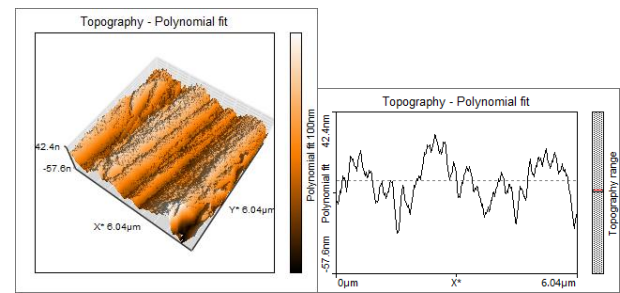 Topography - Polynomial fit
42.4n
-57.6n
X* 6.04µm
Y* 6.04µm
Polynomial fit 100nm
Topography - Polynomial fit
42.4nm
Polynomial fit
-57.6nm
0µm
X*
6.04µm
Topography range